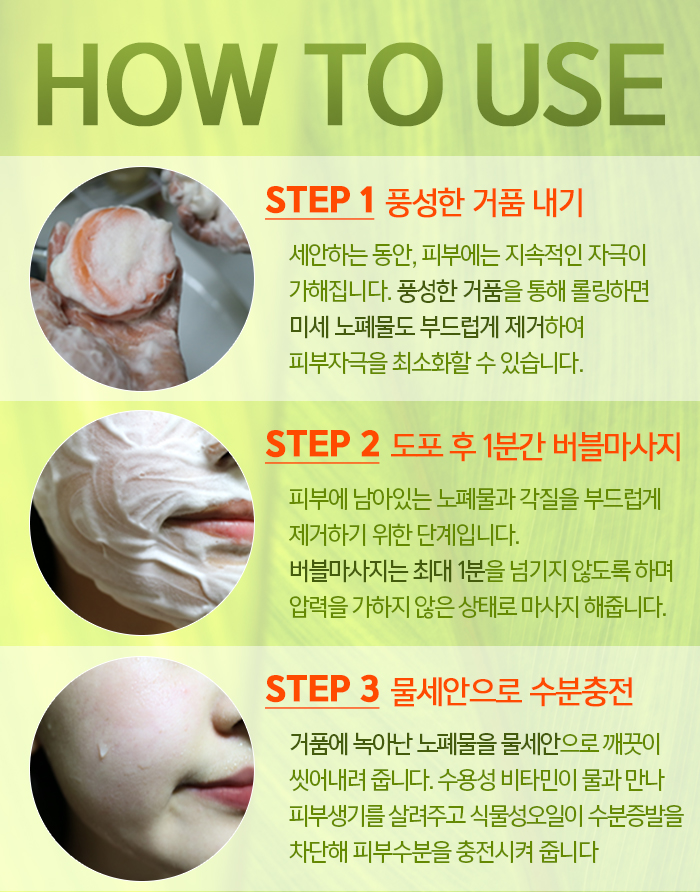 HOW TO USE
STEP 1 풍성한 거품 내기
세안하는 동안, 피부에는 지속적인 자극이
가해집니다. 풍성한 거품을 통해 롤링하면
미세 노폐물도 부드럽게 제거하여
피부자극을 최소화할 수 있습니다.
STEP 2 도포 후 1분간 버블마사지
피부에 남아있는 노폐물과 각질을 부드럽게
제거하기 위한 단계입니다.
버블마사지는 최대 1분을 넘기지 않도록 하며
압력을 가하지 않은 상태로 마사지 해줍니다.
STEP 3 물세안으로 수분충전
거품에 녹아난 노폐물을 물세안으로 깨끗이
씻어내려 줍니다. 수용성 비타민이 물과 만나
피부생기를 살려주고 식물성오일이 수분증발을
차단해 피부수분을 충전시켜 줍니다